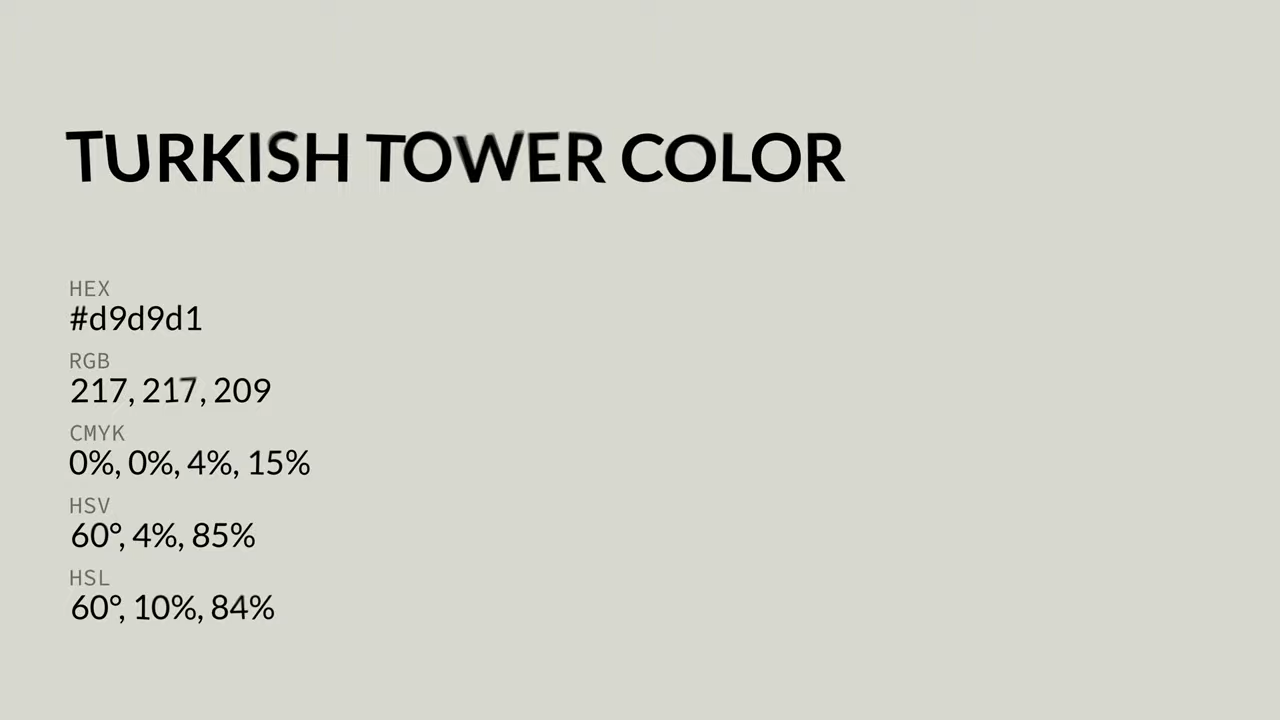 TURKISH TOWER COLOR
HEX
#d9d9d1
RGB
217, 217, 209
CMYK
0%, 0%, 4%, 15%
HSV
60°, 4%, 85%
HSL
60°, 10%, 84%